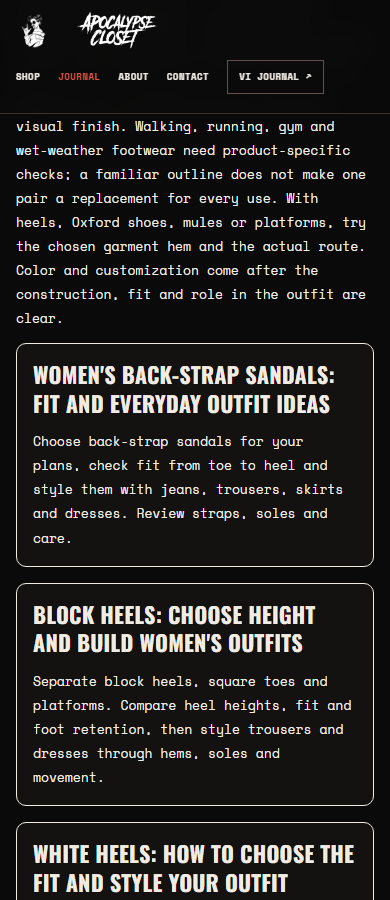 APOCALYPSE
CLOSET
SHOP JOURNAL ABOUT CONTACT VI JOURNAL ↗
visual finish. Walking, running, gym and
wet-weather footwear need product-specific
checks; a familiar outline does not make one
pair a replacement for every use. With
heels, Oxford shoes, mules or platforms, try
the chosen garment hem and the actual route.
Color and customization come after the
construction, fit and role in the outfit are
clear.
WOMEN'S BACK-STRAP SANDALS:
FIT AND EVERYDAY OUTFIT IDEAS
Choose back-strap sandals for your
plans, check fit from toe to heel and
style them with jeans, trousers, skirts
and dresses. Review straps, soles and
care.
BLOCK HEELS: CHOOSE HEIGHT
AND BUILD WOMEN'S OUTFITS
Separate block heels, square toes and
platforms. Compare heel heights, fit and
foot retention, then style trousers and
dresses through hems, soles and
movement.
WHITE HEELS: HOW TO CHOOSE THE
FIT AND STYLE YOUR OUTFIT